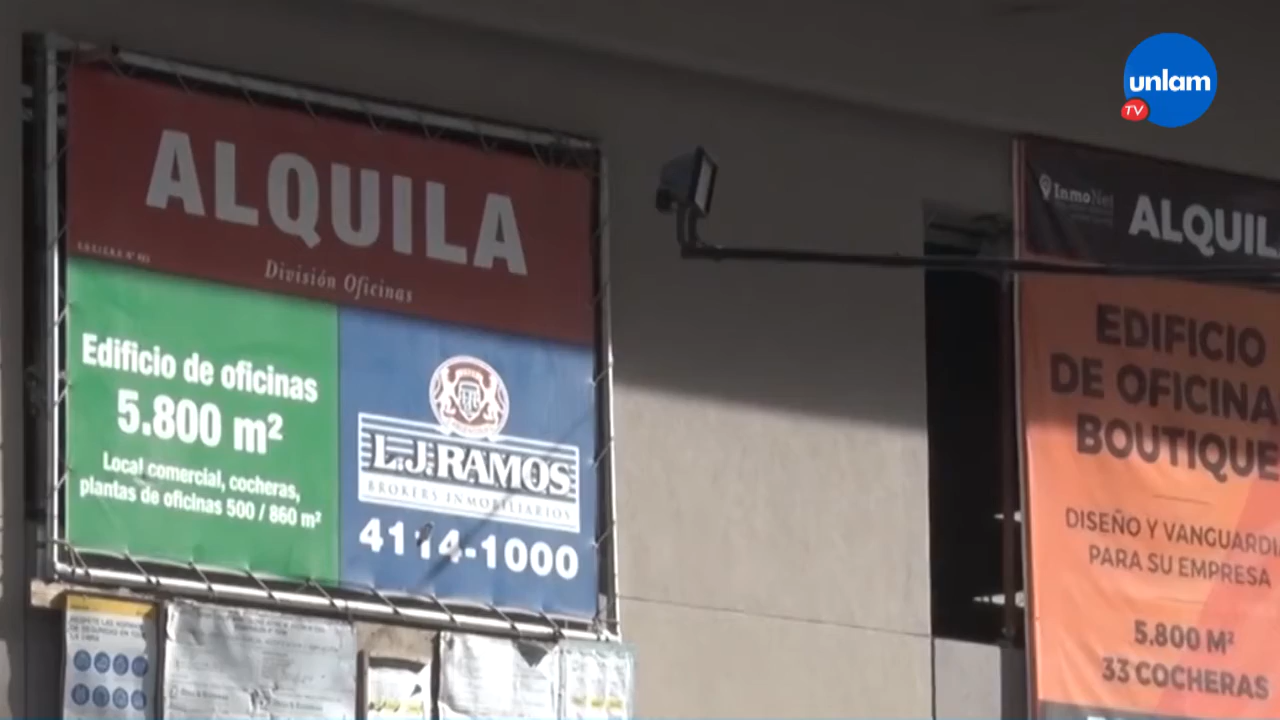 unlam
TV
ALQUILA
División Oficinas
Edificio de oficinas
5.800 m²
Local comercial, cocheras,
plantas de oficinas 500 / 860 m²
L.J. RAMOS
BROKERS INMOBILIARIOS
4114-1000
InmoNet
ALQUIL
EDIFICIO
DE OFICINA
BOUTIQUE
DISEÑO Y VANGUARDI
PARA SU EMPRESA
5.800 M²
33 COCHERAS